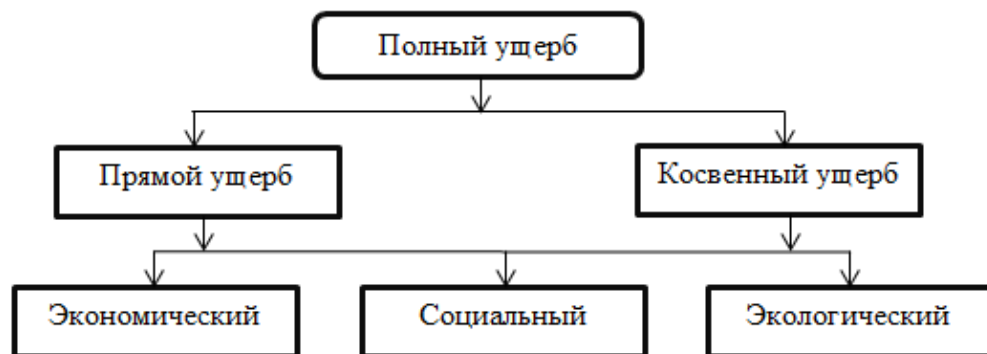 Полный ущерб
Прямой ущерб
Косвенный ущерб
Экономический
Социальный
Экологический